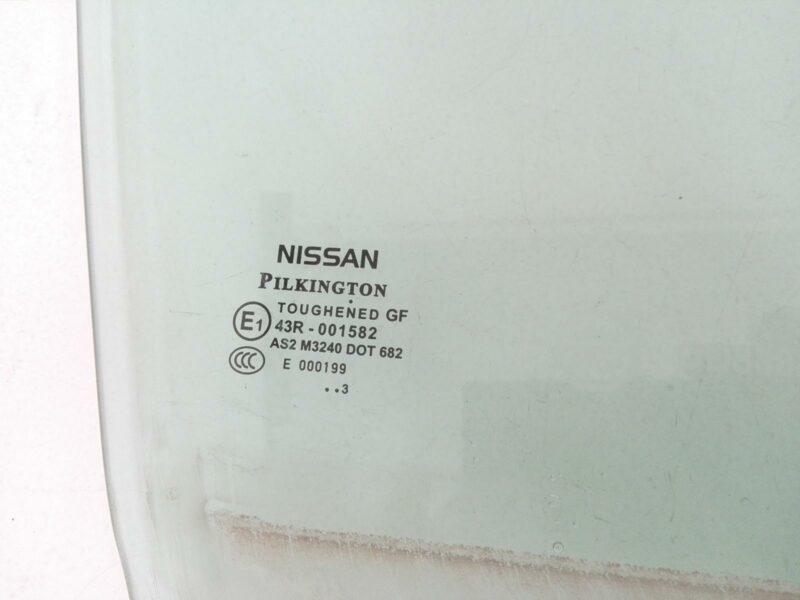 NISSAN
PILKINGTON
TOUGHENED GF
E1 43R - 001582
AS2 M3240 DOT 682
CCC E 000199
..3